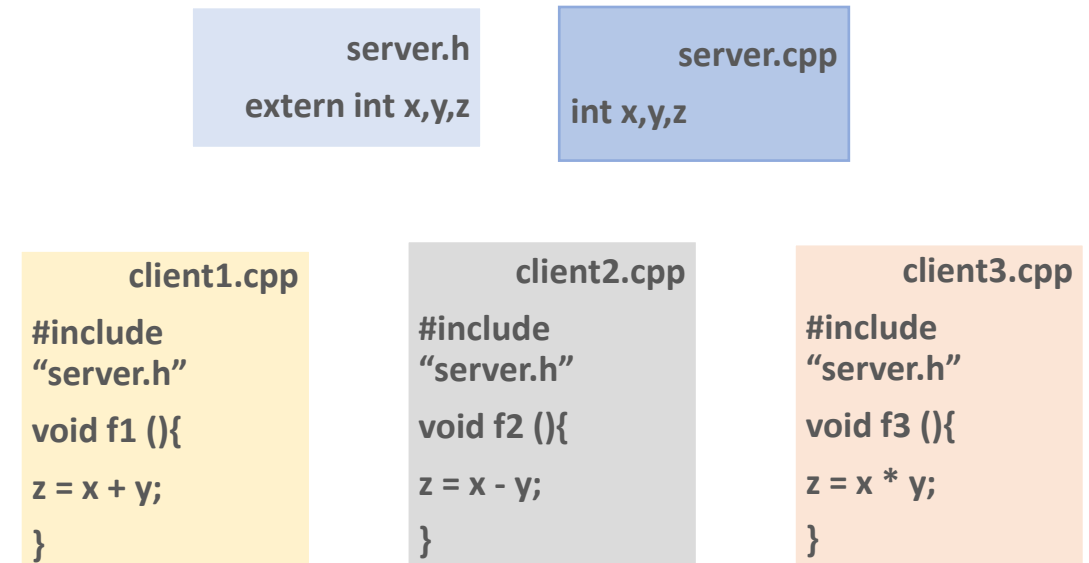 server.h
extern int x,y,z
server.cpp
int x,y,z
client1.cpp
#include
“server.h”
void f1 (){
z = x + y;
}
client2.cpp
#include
“server.h”
void f2 (){
z = x - y;
}
client3.cpp
#include
“server.h”
void f3 (){
z = x * y;
}